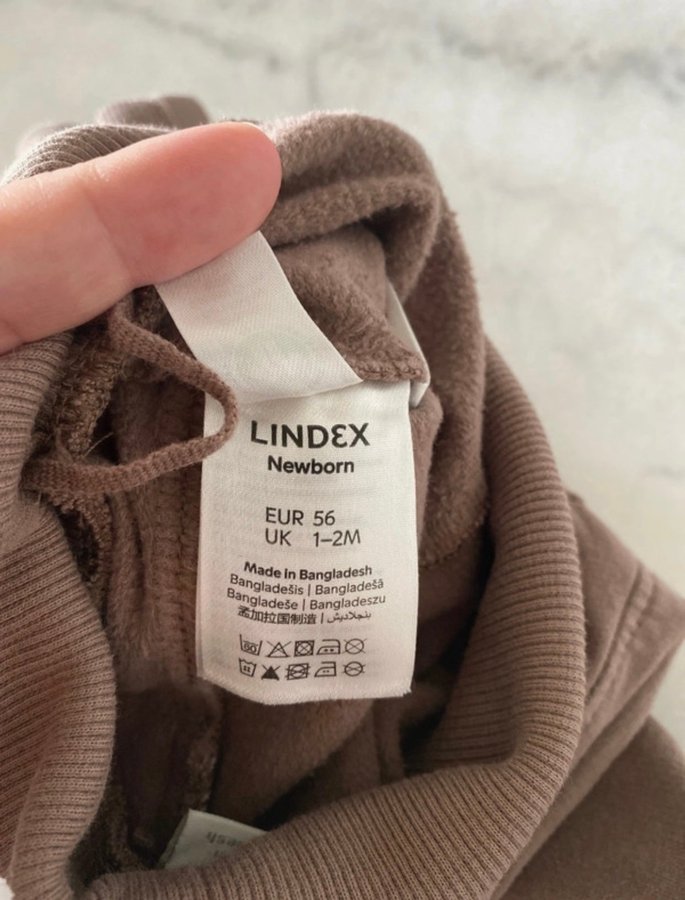 LINDEX
Newborn
EUR 56
UK 1–2M
Made in Bangladesh
Bangladešis | Bangladešā
Bangladeše | Bangladeszu
孟加拉国制造 | بنجلاديش
60